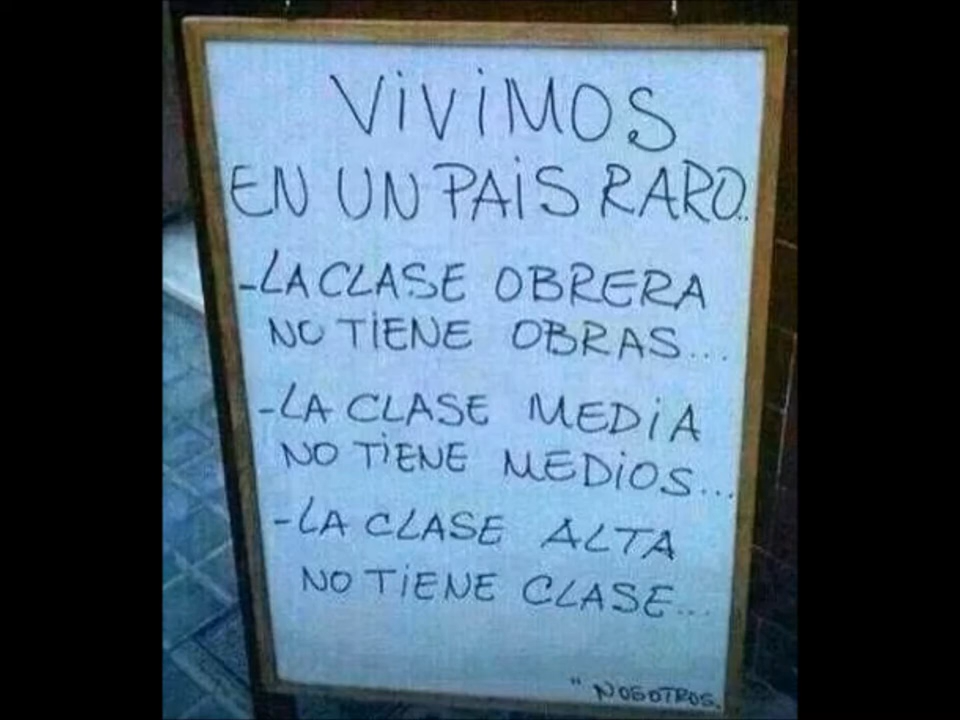 ViViMOS
EN UN PAiS RARO..
-LA CLASE OBRERA
NO TiENE OBRAS...
-LA CLASE MEDiA
NO TiENE MEDiOS...
-LA CLASE ALTA
NO TiENE CLASE...
" NOSOTROS.